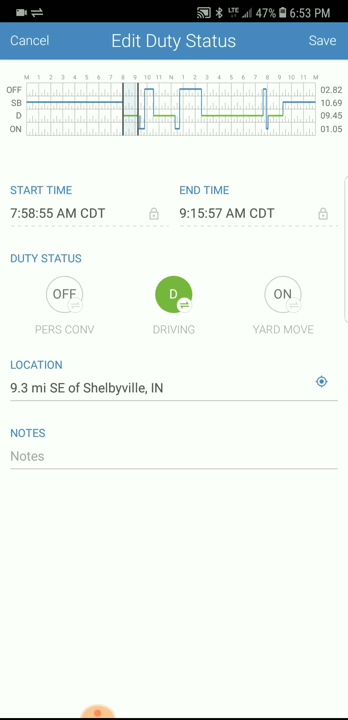 LTE 47% 6:53 PM
Cancel Edit Duty Status Save
M 1 2 3 4 5 6 7 8 9 10 11 N 1 2 3 4 5 6 7 8 9 10 11 M
OFF 02.82
SB 10.69
D 09.45
ON 01.05
START TIME END TIME
7:58:55 AM CDT 9:15:57 AM CDT
DUTY STATUS
OFF D ON
PERS CONV DRIVING YARD MOVE
LOCATION
9.3 mi SE of Shelbyville, IN
NOTES
Notes